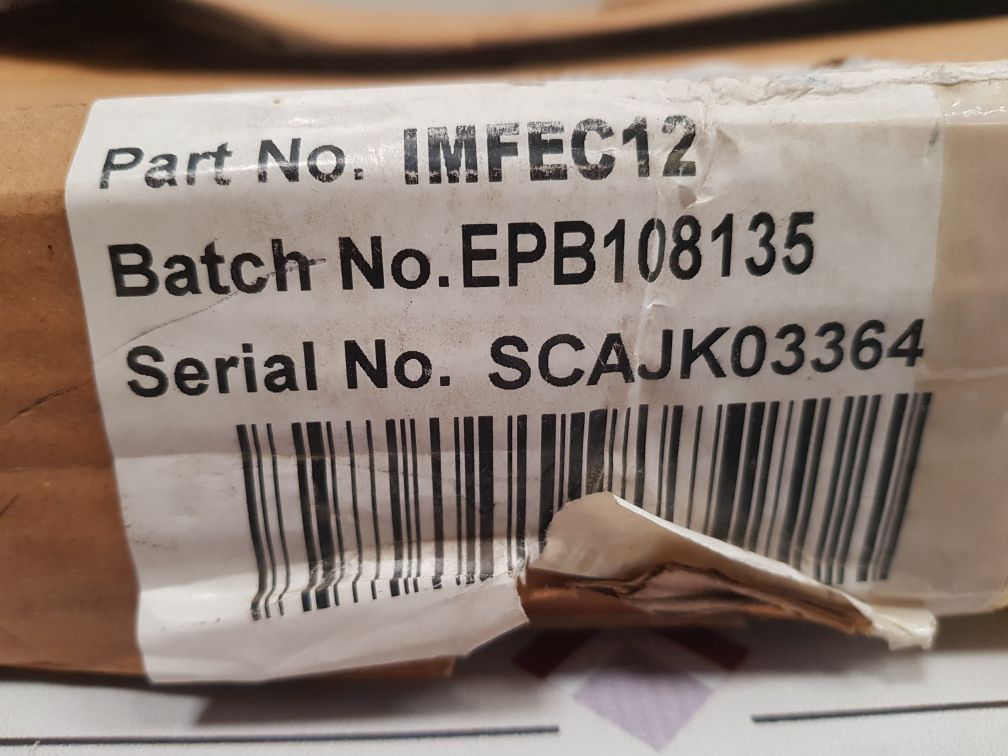 Part No. IMFEC12
Batch No.EPB108135
Serial No. SCAJK03364